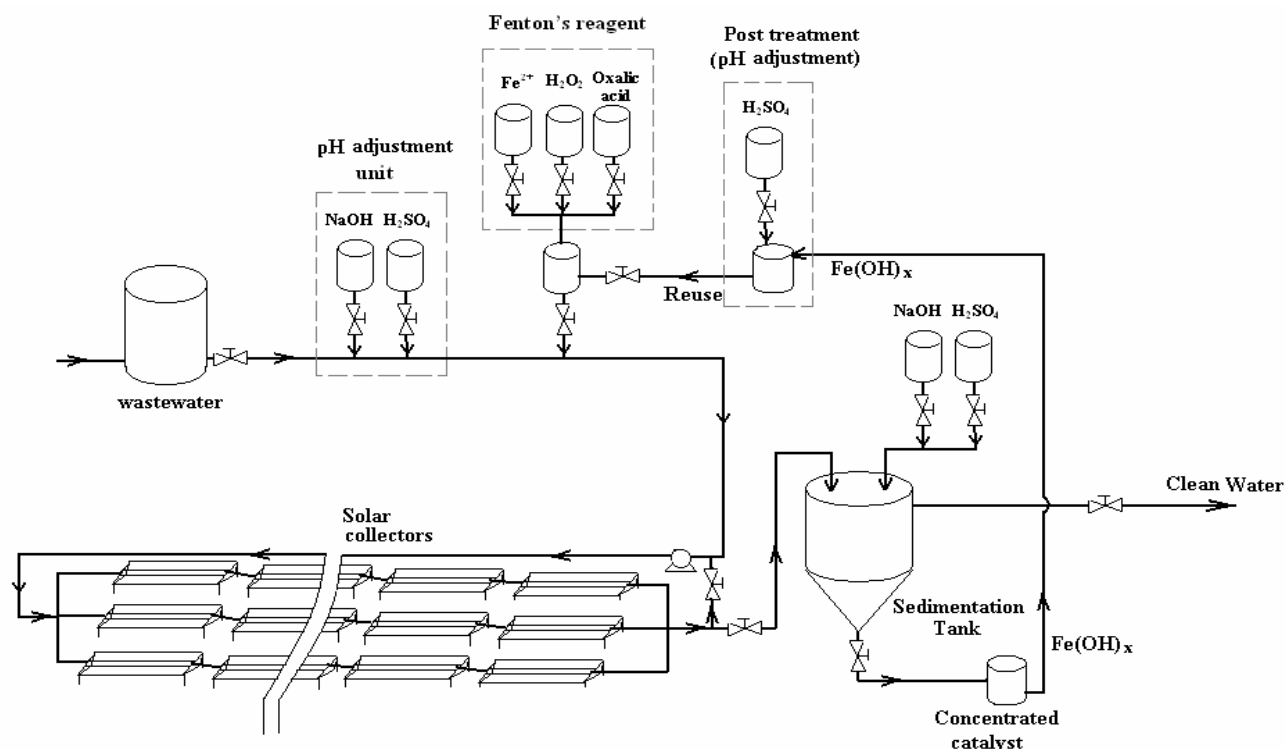 Fenton's reagent
Fe²⁺ H₂O₂ Oxalic
acid
Post treatment
(pH adjustment)
H₂SO₄
pH adjustment
unit
NaOH H₂SO₄
Reuse
Fe(OH)ₓ
NaOH H₂SO₄
wastewater
Clean Water
Solar
collectors
Sedimentation
Tank
Fe(OH)ₓ
Concentrated
catalyst